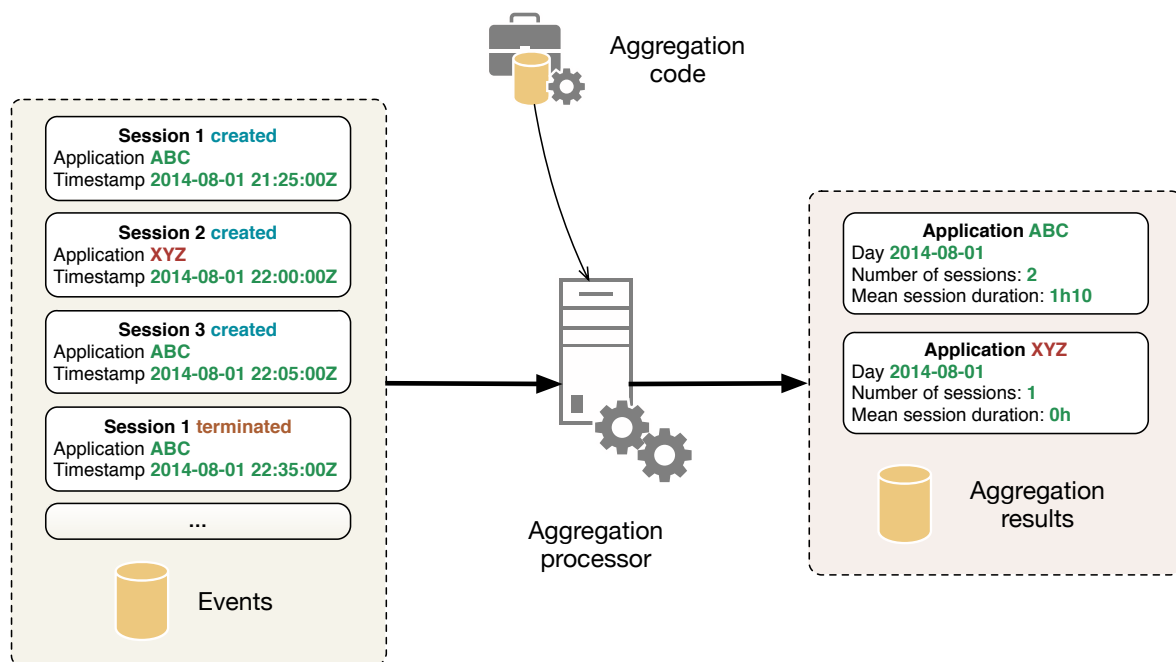 Aggregation
code
Session 1 created
Application ABC
Timestamp 2014-08-01 21:25:00Z
Session 2 created
Application XYZ
Timestamp 2014-08-01 22:00:00Z
Session 3 created
Application ABC
Timestamp 2014-08-01 22:05:00Z
Session 1 terminated
Application ABC
Timestamp 2014-08-01 22:35:00Z
...
Events
Aggregation
processor
Application ABC
Day 2014-08-01
Number of sessions: 2
Mean session duration: 1h10
Application XYZ
Day 2014-08-01
Number of sessions: 1
Mean session duration: 0h
Aggregation
results